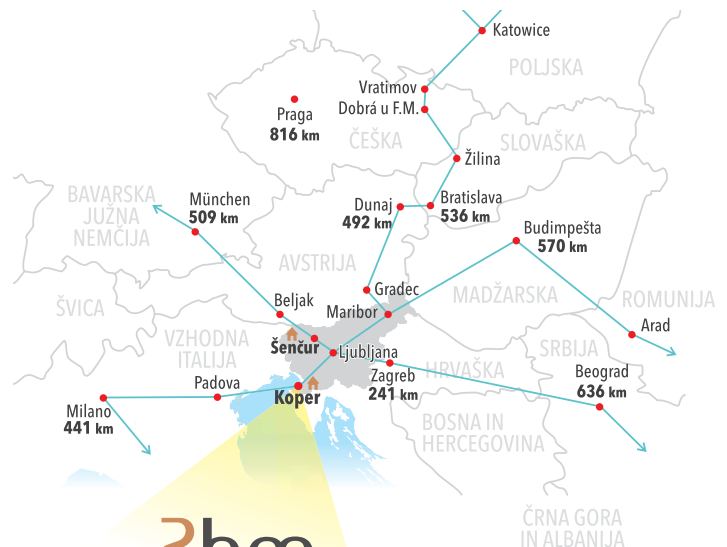 Katowice
POLJSKA
Vratimov
Dobrá u F.M.
Praga
816 km
ČEŠKA
SLOVAŠKA
Žilina
BAVARSKA
JUŽNA
NEMČIJA
München
509 km
Dunaj
492 km
Bratislava
536 km
Budimpešta
570 km
AVSTRIJA
Gradec
MADŽARSKA
ROMUNIJA
Beljak
Maribor
ŠVICA
Arad
VZHODNA
ITALIJA
Šenčur
Ljubljana
SRBIJA
HRVAŠKA
Zagreb
241 km
Beograd
636 km
Padova
Koper
Milano
441 km
BOSNA IN
HERCEGOVINA
ČRNA GORA
IN ALBANIJA